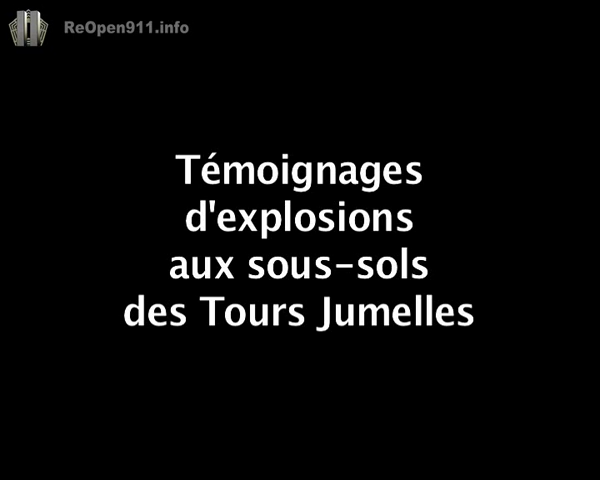 ReOpen911.info
Témoignages
d'explosions
aux sous-sols
des Tours Jumelles